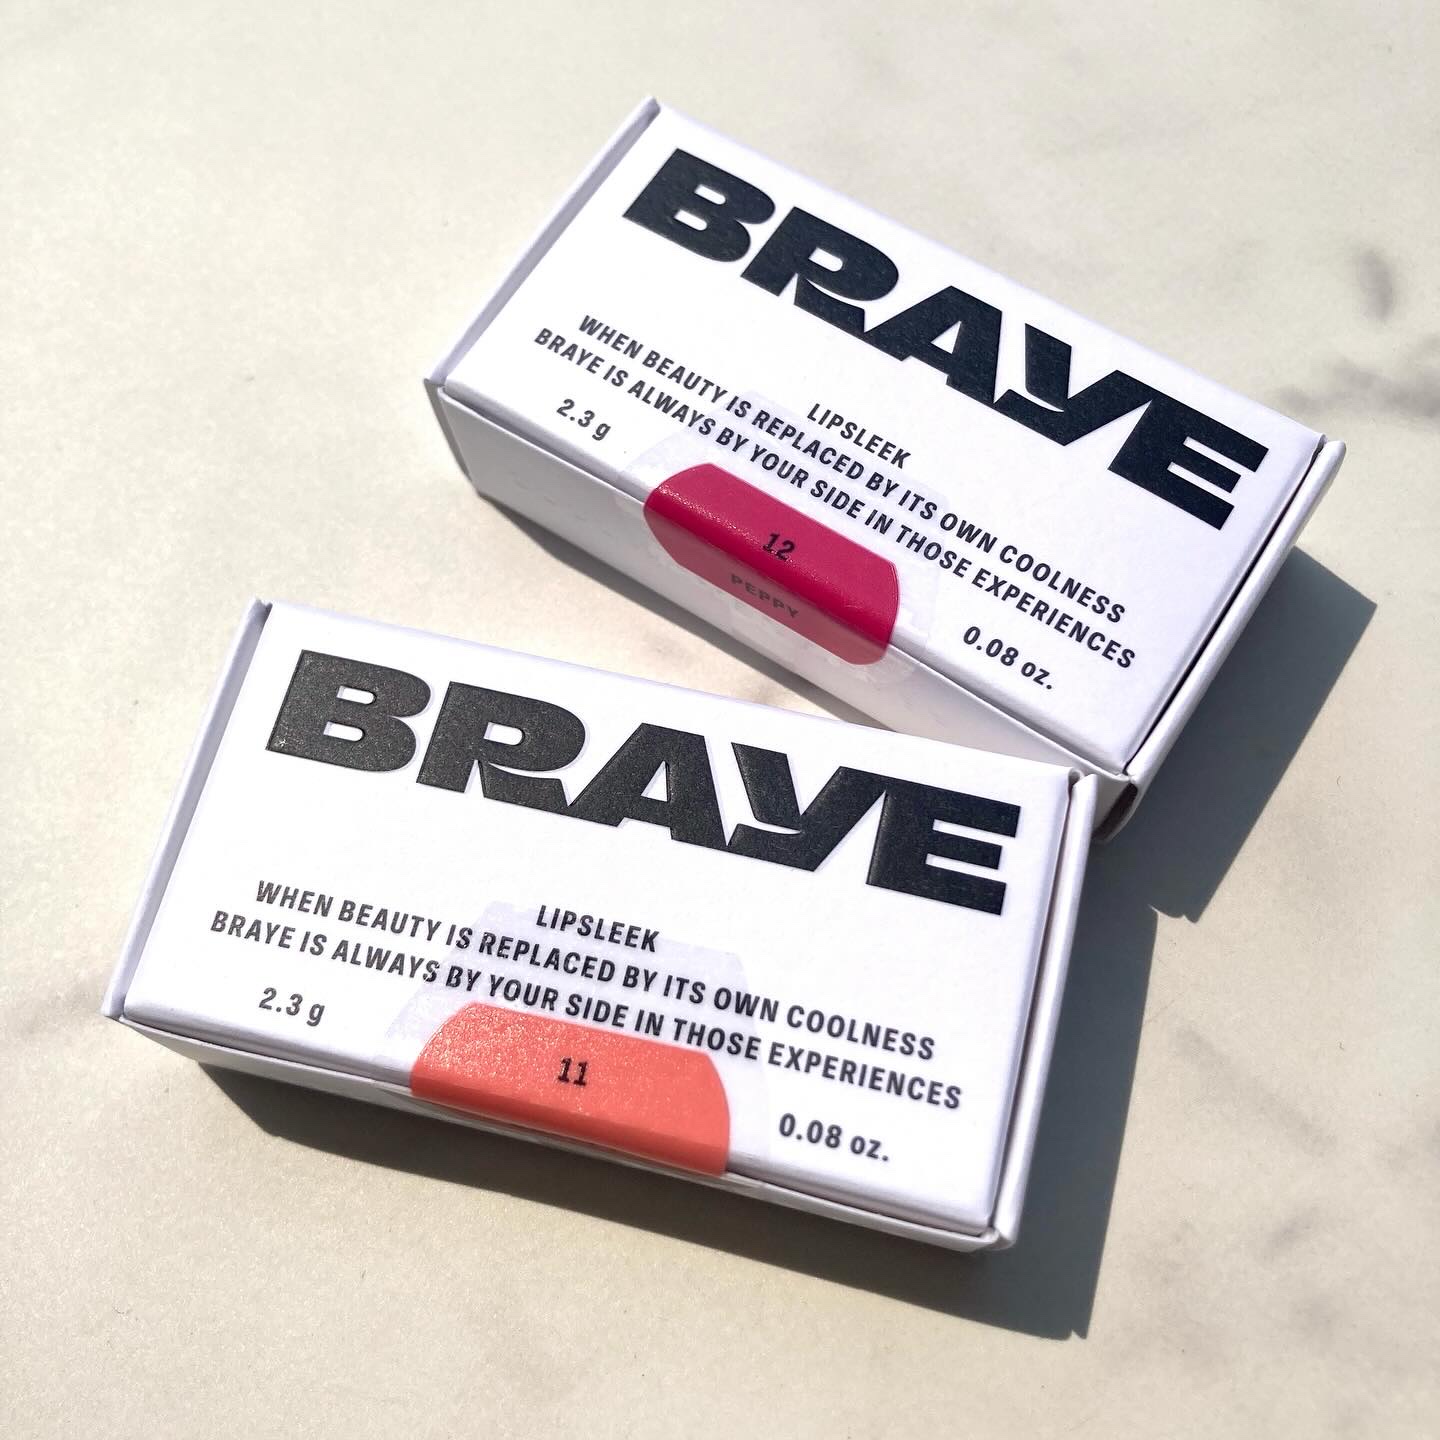 BRAYE
LIPSLEEK
WHEN BEAUTY IS REPLACED BY ITS OWN COOLNESS
BRAYE IS ALWAYS BY YOUR SIDE IN THOSE EXPERIENCES
2.3 g
0.08 oz.
12
PEPPY
BRAYE
LIPSLEEK
WHEN BEAUTY IS REPLACED BY ITS OWN COOLNESS
BRAYE IS ALWAYS BY YOUR SIDE IN THOSE EXPERIENCES
2.3 g
0.08 oz.
11